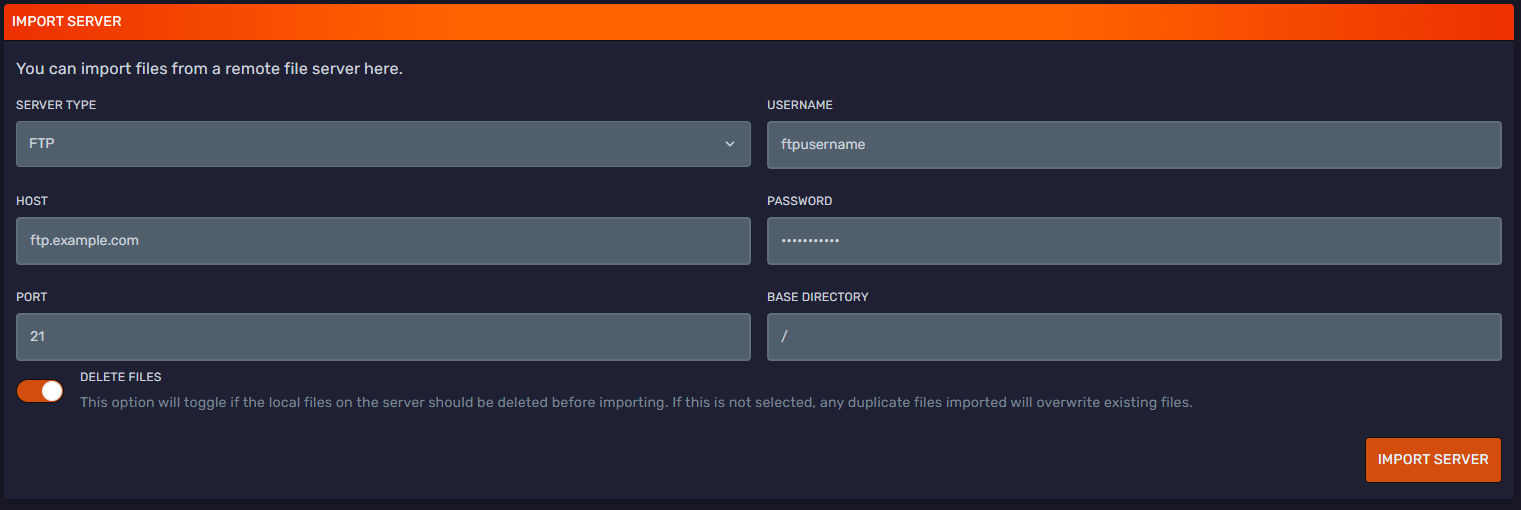 IMPORT SERVER
You can import files from a remote file server here.
SERVER TYPE
FTP
USERNAME
ftpusername
HOST
ftp.example.com
PASSWORD
•••••••••••
PORT
21
BASE DIRECTORY
/
DELETE FILES
This option will toggle if the local files on the server should be deleted before importing. If this is not selected, any duplicate files imported will overwrite existing files.
IMPORT SERVER